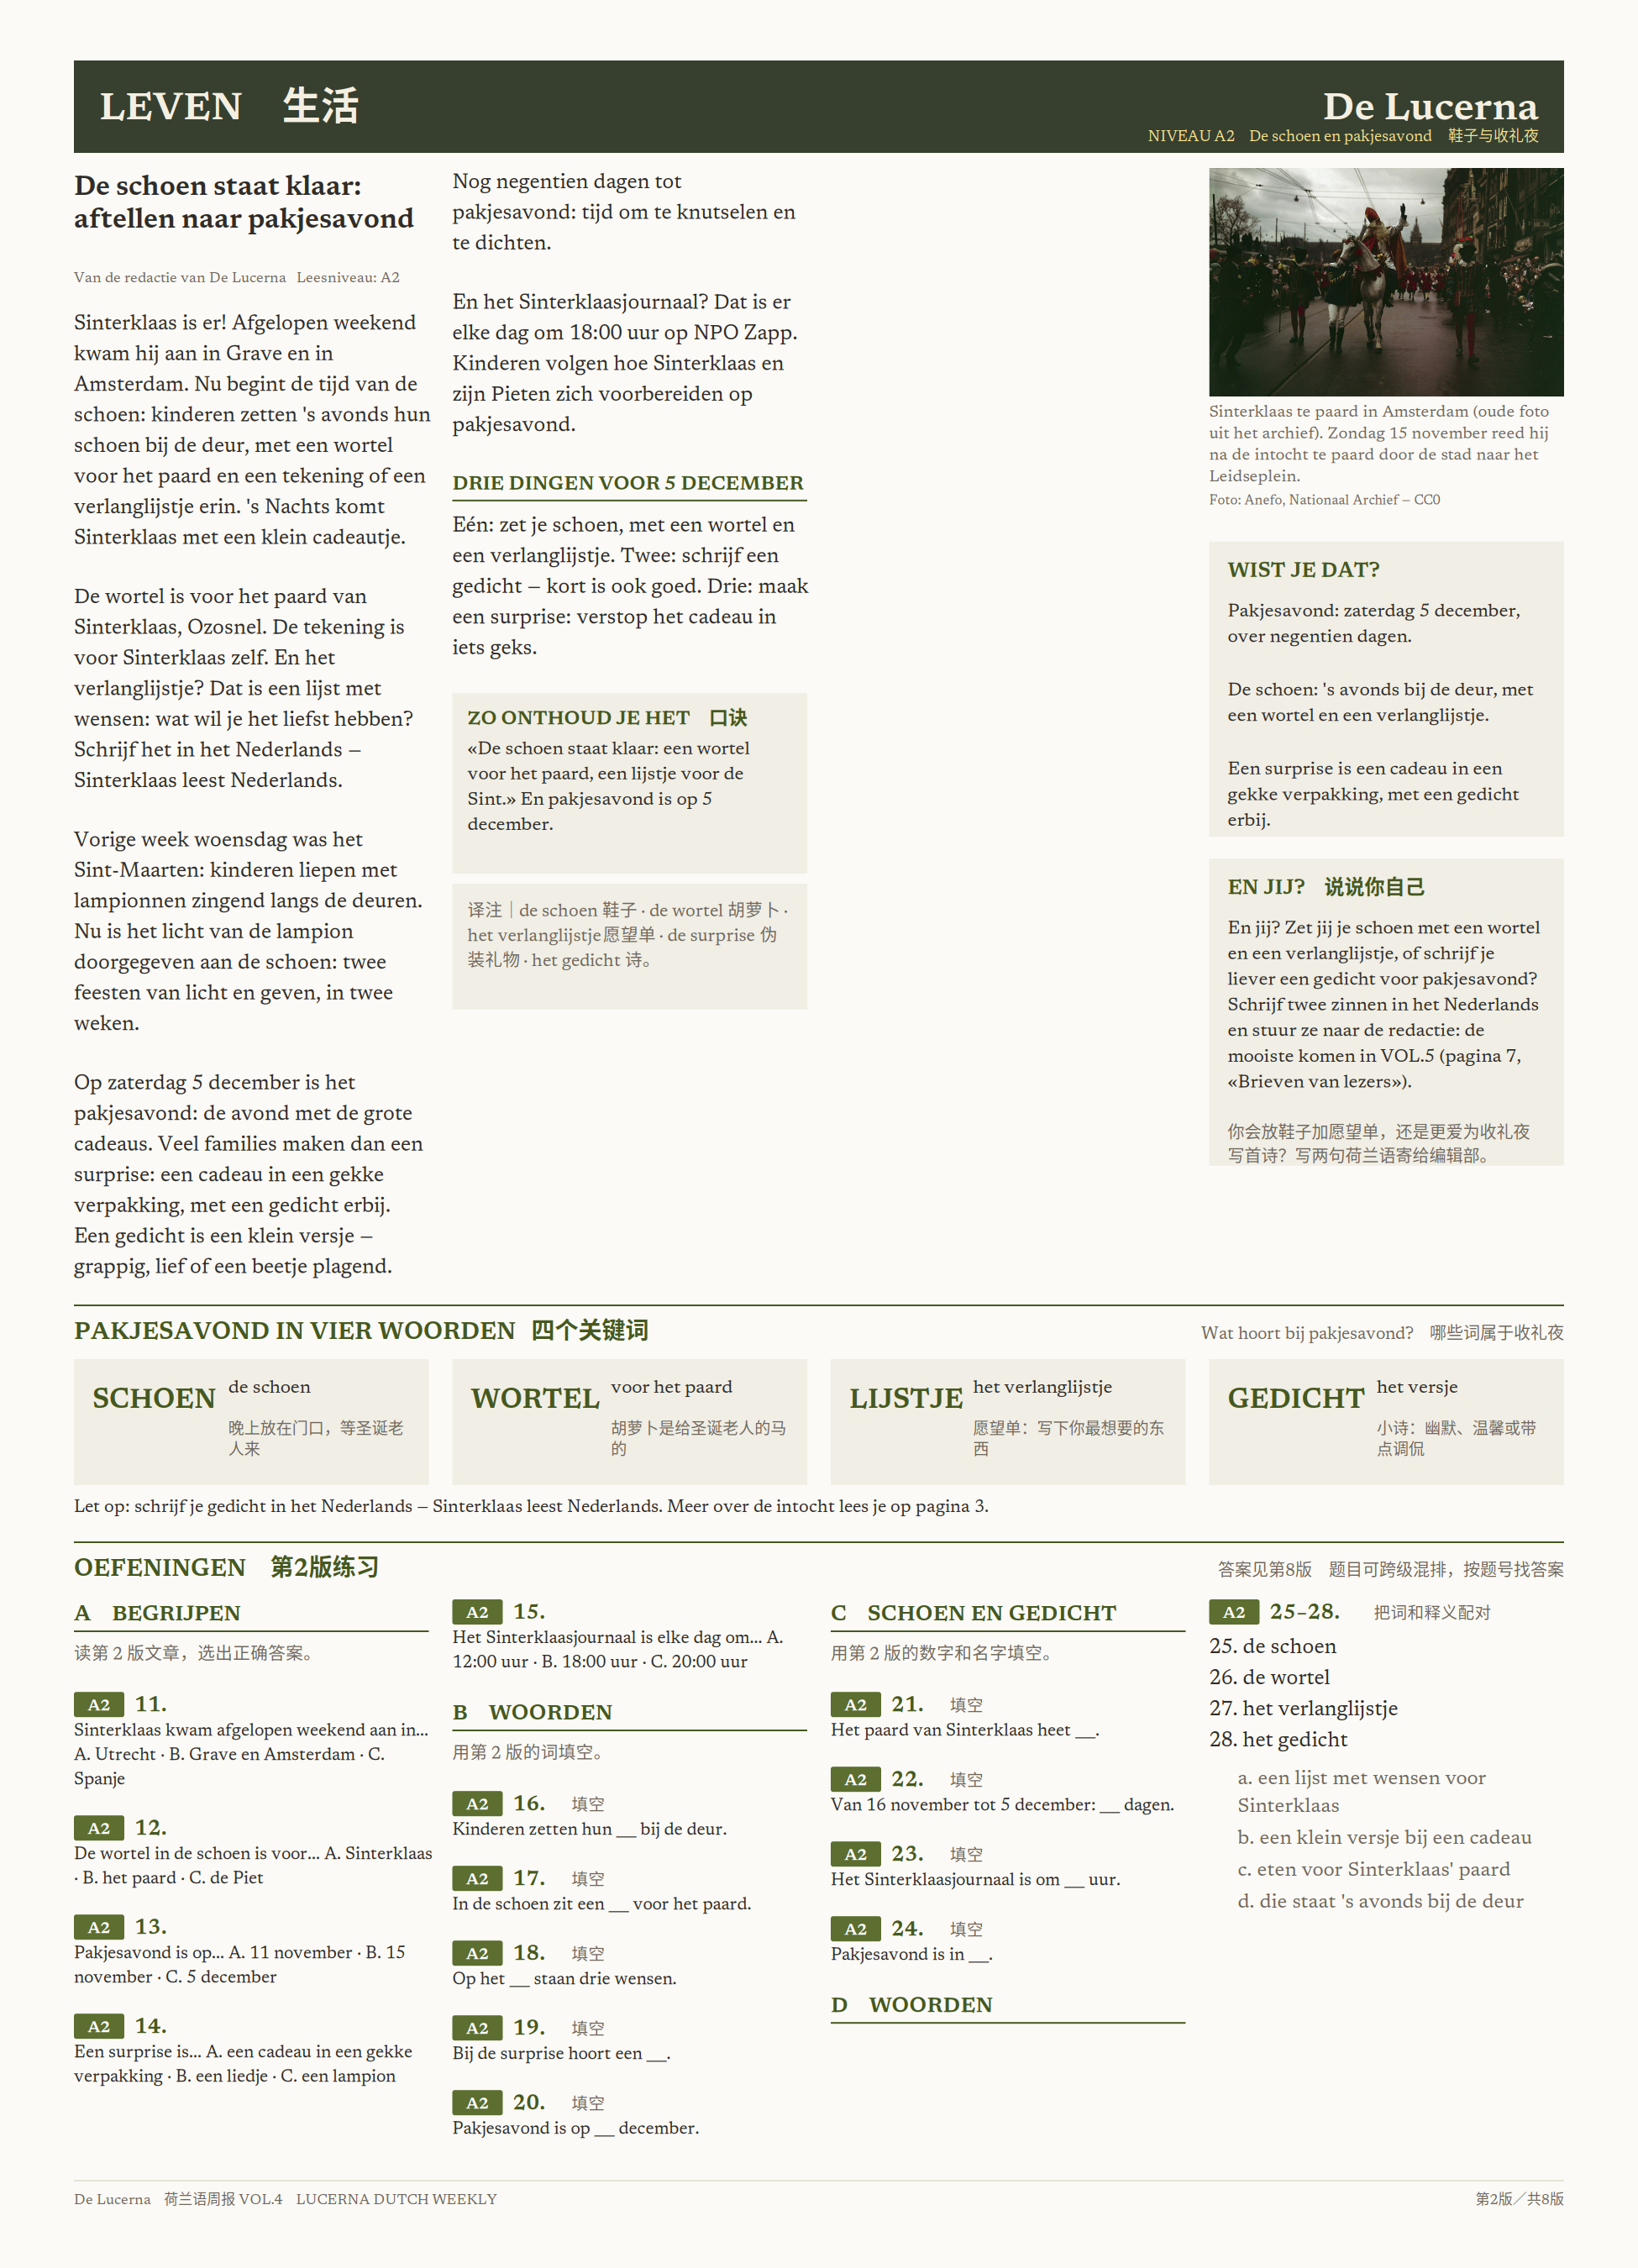 LEVEN 生活
De Lucerna
NIVEAU A2 De schoen en pakjesavond 鞋子与收礼夜
De schoen staat klaar:
aftellen naar pakjesavond
Van de redactie van De Lucerna Leesniveau: A2
Sinterklaas is er! Afgelopen weekend
kwam hij aan in Grave en in
Amsterdam. Nu begint de tijd van de
schoen: kinderen zetten 's avonds hun
schoen bij de deur, met een wortel
voor het paard en een tekening of een
verlanglijstje erin. 's Nachts komt
Sinterklaas met een klein cadeautje.
De wortel is voor het paard van
Sinterklaas, Ozosnel. De tekening is
voor Sinterklaas zelf. En het
verlanglijstje? Dat is een lijst met
wensen: wat wil je het liefst hebben?
Schrijf het in het Nederlands –
Sinterklaas leest Nederlands.
Vorige week woensdag was het
Sint-Maarten: kinderen liepen met
lampionnen zingend langs de deuren.
Nu is het licht van de lampion
doorgegeven aan de schoen: twee
feesten van licht en geven, in twee
weken.
Op zaterdag 5 december is het
pakjesavond: de avond met de grote
cadeaus. Veel families maken dan een
surprise: een cadeau in een gekke
verpakking, met een gedicht erbij.
Een gedicht is een klein versje –
grappig, lief of een beetje plagend.
Nog negentien dagen tot
pakjesavond: tijd om te knutselen en
te dichten.
En het Sinterklaasjournaal? Dat is er
elke dag om 18:00 uur op NPO Zapp.
Kinderen volgen hoe Sinterklaas en
zijn Pieten zich voorbereiden op
pakjesavond.
DRIE DINGEN VOOR 5 DECEMBER
Eén: zet je schoen, met een wortel en
een verlanglijstje. Twee: schrijf een
gedicht – kort is ook goed. Drie: maak
een surprise: verstop het cadeau in
iets geks.
ZO ONTHOUD JE HET 口诀
«De schoen staat klaar: een wortel
voor het paard, een lijstje voor de
Sint.» En pakjesavond is op 5
december.
译注｜de schoen 鞋子 · de wortel 胡萝卜 ·
het verlanglijstje愿望单 · de surprise 伪
装礼物 · het gedicht 诗。
Sinterklaas te paard in Amsterdam (oude foto
uit het archief). Zondag 15 november reed hij
na de intocht te paard door de stad naar het
Leidseplein.
Foto: Anefo, Nationaal Archief – CC0
WIST JE DAT?
Pakjesavond: zaterdag 5 december,
over negentien dagen.
De schoen: 's avonds bij de deur, met
een wortel en een verlanglijstje.
Een surprise is een cadeau in een
gekke verpakking, met een gedicht
erbij.
EN JIJ? 说说你自己
En jij? Zet jij je schoen met een wortel
en een verlanglijstje, of schrijf je
liever een gedicht voor pakjesavond?
Schrijf twee zinnen in het Nederlands
en stuur ze naar de redactie: de
mooiste komen in VOL.5 (pagina 7,
«Brieven van lezers»).
你会放鞋子加愿望单，还是更爱为收礼夜
写首诗？写两句荷兰语寄给编辑部。
PAKJESAVOND IN VIER WOORDEN 四个关键词
Wat hoort bij pakjesavond? 哪些词属于收礼夜
SCHOEN de schoen
晚上放在门口，等圣诞老
人来
WORTEL voor het paard
胡萝卜是给圣诞老人的马
的
LIJSTJE het verlanglijstje
愿望单：写下你最想要的东
西
GEDICHT het versje
小诗：幽默、温馨或带
点调侃
Let op: schrijf je gedicht in het Nederlands – Sinterklaas leest Nederlands. Meer over de intocht lees je op pagina 3.
OEFENINGEN 第2版练习
答案见第8版 题目可跨级混排，按题号找答案
A BEGRIJPEN
读第 2 版文章，选出正确答案。
A2 11.
Sinterklaas kwam afgelopen weekend aan in...
A. Utrecht · B. Grave en Amsterdam · C.
Spanje
A2 12.
De wortel in de schoen is voor... A. Sinterklaas
· B. het paard · C. de Piet
A2 13.
Pakjesavond is op... A. 11 november · B. 15
november · C. 5 december
A2 14.
Een surprise is... A. een cadeau in een gekke
verpakking · B. een liedje · C. een lampion
A2 15.
Het Sinterklaasjournaal is elke dag om... A.
12:00 uur · B. 18:00 uur · C. 20:00 uur
B WOORDEN
用第 2 版的词填空。
A2 16. 填空
Kinderen zetten hun __ bij de deur.
A2 17. 填空
In de schoen zit een __ voor het paard.
A2 18. 填空
Op het __ staan drie wensen.
A2 19. 填空
Bij de surprise hoort een __.
A2 20. 填空
Pakjesavond is op __ december.
C SCHOEN EN GEDICHT
用第 2 版的数字和名字填空。
A2 21. 填空
Het paard van Sinterklaas heet __.
A2 22. 填空
Van 16 november tot 5 december: __ dagen.
A2 23. 填空
Het Sinterklaasjournaal is om __ uur.
A2 24. 填空
Pakjesavond is in __.
D WOORDEN
A2 25–28. 把词和释义配对
25. de schoen
26. de wortel
27. het verlanglijstje
28. het gedicht
a. een lijst met wensen voor
Sinterklaas
b. een klein versje bij een cadeau
c. eten voor Sinterklaas' paard
d. die staat 's avonds bij de deur
De Lucerna 荷兰语周报 VOL.4 LUCERNA DUTCH WEEKLY
第2版／共8版